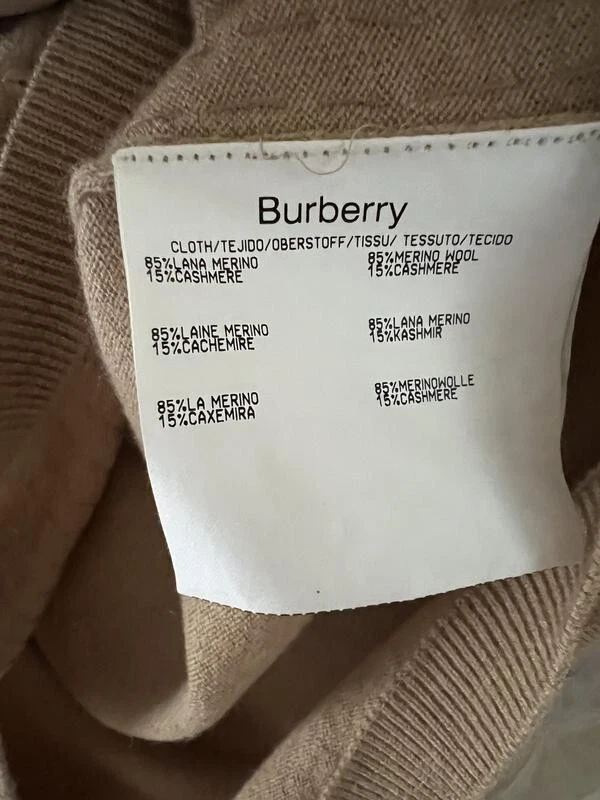 Burberry
CLOTH/TEJIDO/OBERSTOFF/TISSU/ TESSUTO/TECIDO
85%LANA MERINO
15%CASHMERE
85%MERINO WOOL
15%CASHMERE
85%LAINE MERINO
15%CACHEMIRE
85%LANA MERINO
15%KASHMIR
85%LA MERINO
15%CAXEMIRA
85%MERINOWOLLE
15%CASHMERE